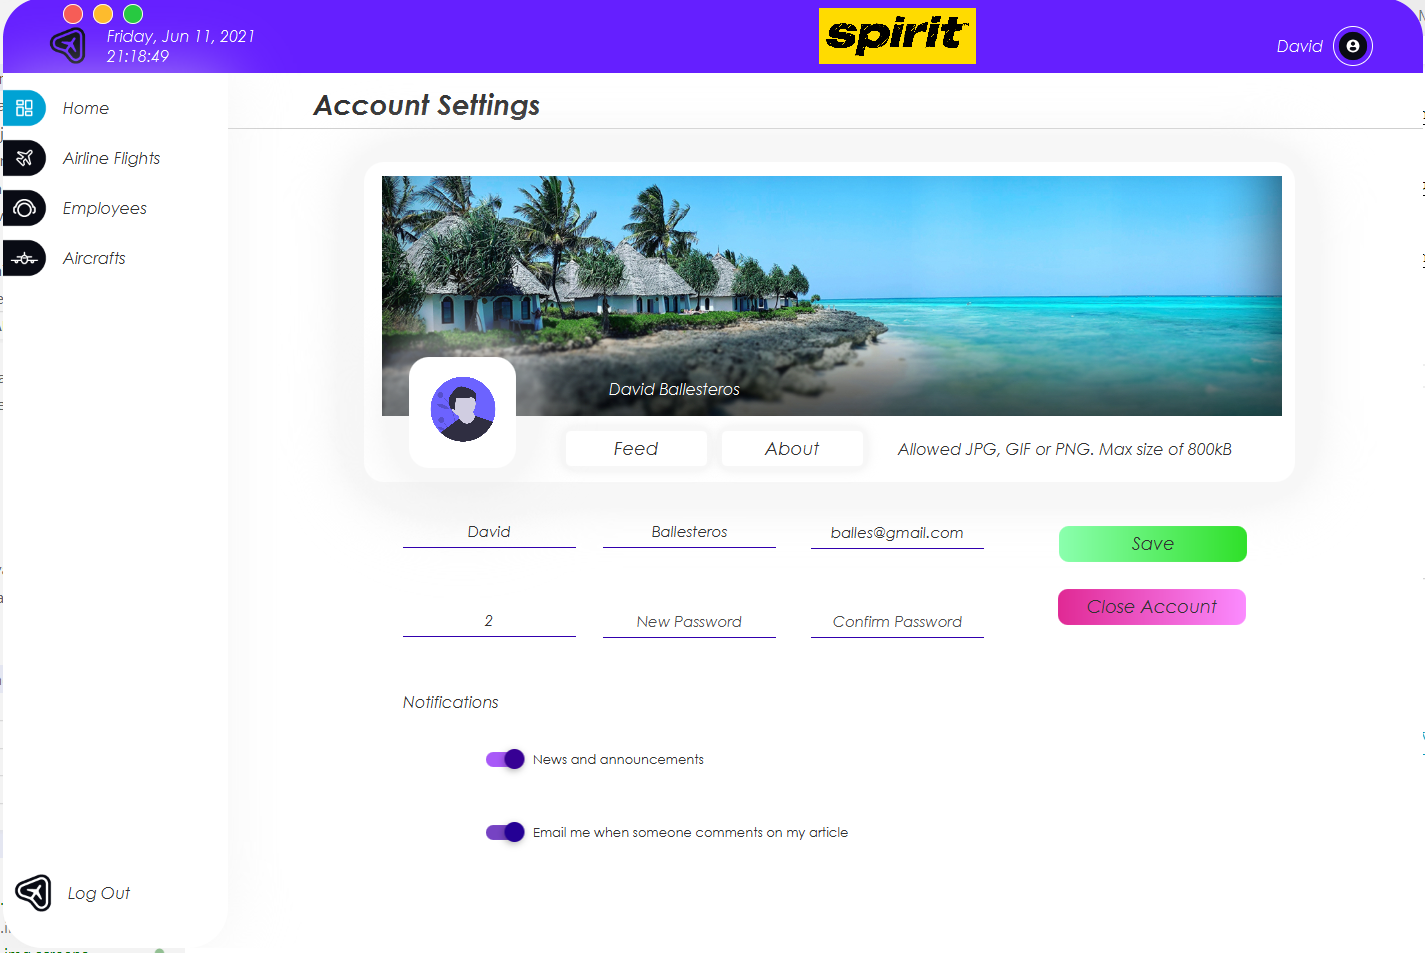 Friday, Jun 11, 2021
21:18:49
spirit
David
Home
Airline Flights
Employees
Aircrafts
Log Out
Account Settings
David Ballesteros
Feed
About
Allowed JPG, GIF or PNG. Max size of 800kB
David
Ballesteros
balles@gmail.com
Save
2
New Password
Confirm Password
Close Account
Notifications
News and announcements
Email me when someone comments on my article